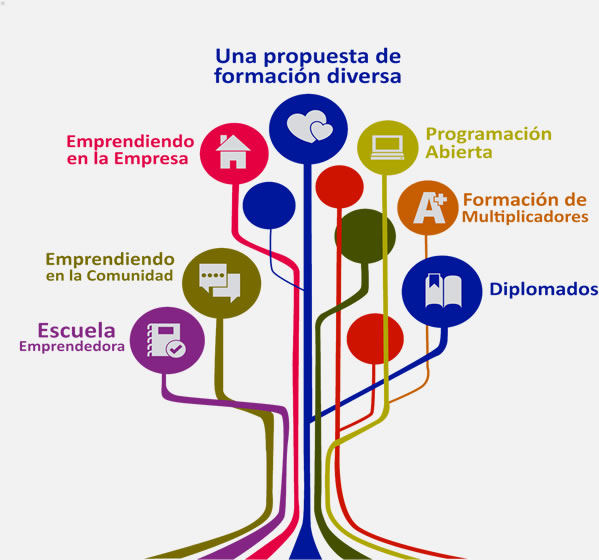 Una propuesta de
formación diversa
Emprendiendo
en la Empresa
Programación
Abierta
A+
Formación de
Multiplicadores
Emprendiendo
en la Comunidad
Diplomados
Escuela
Emprendedora